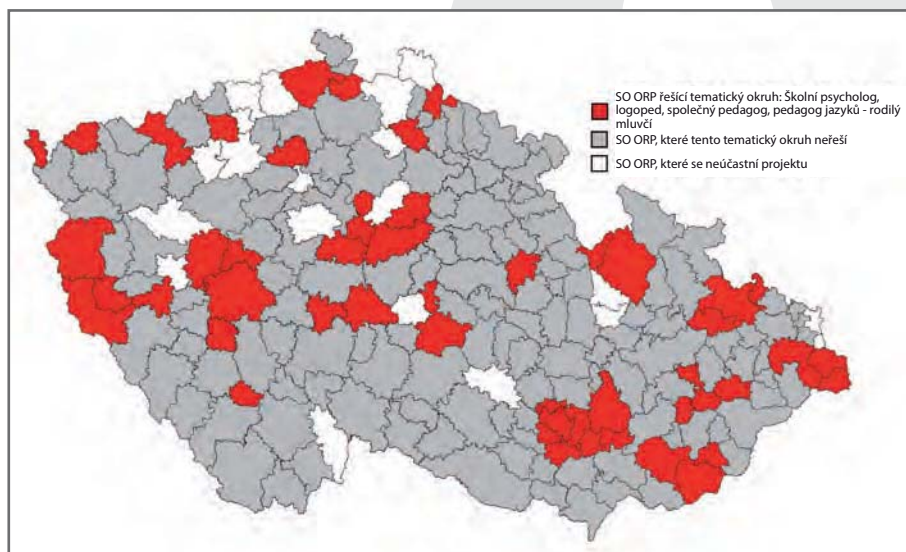 SO ORP řešící tematický okruh: Školní psycholog,
logoped, společný pedagog, pedagog jazyků - rodilý
mluvčí
SO ORP, které tento tematický okruh neřeší
SO ORP, které se neúčastní projektu